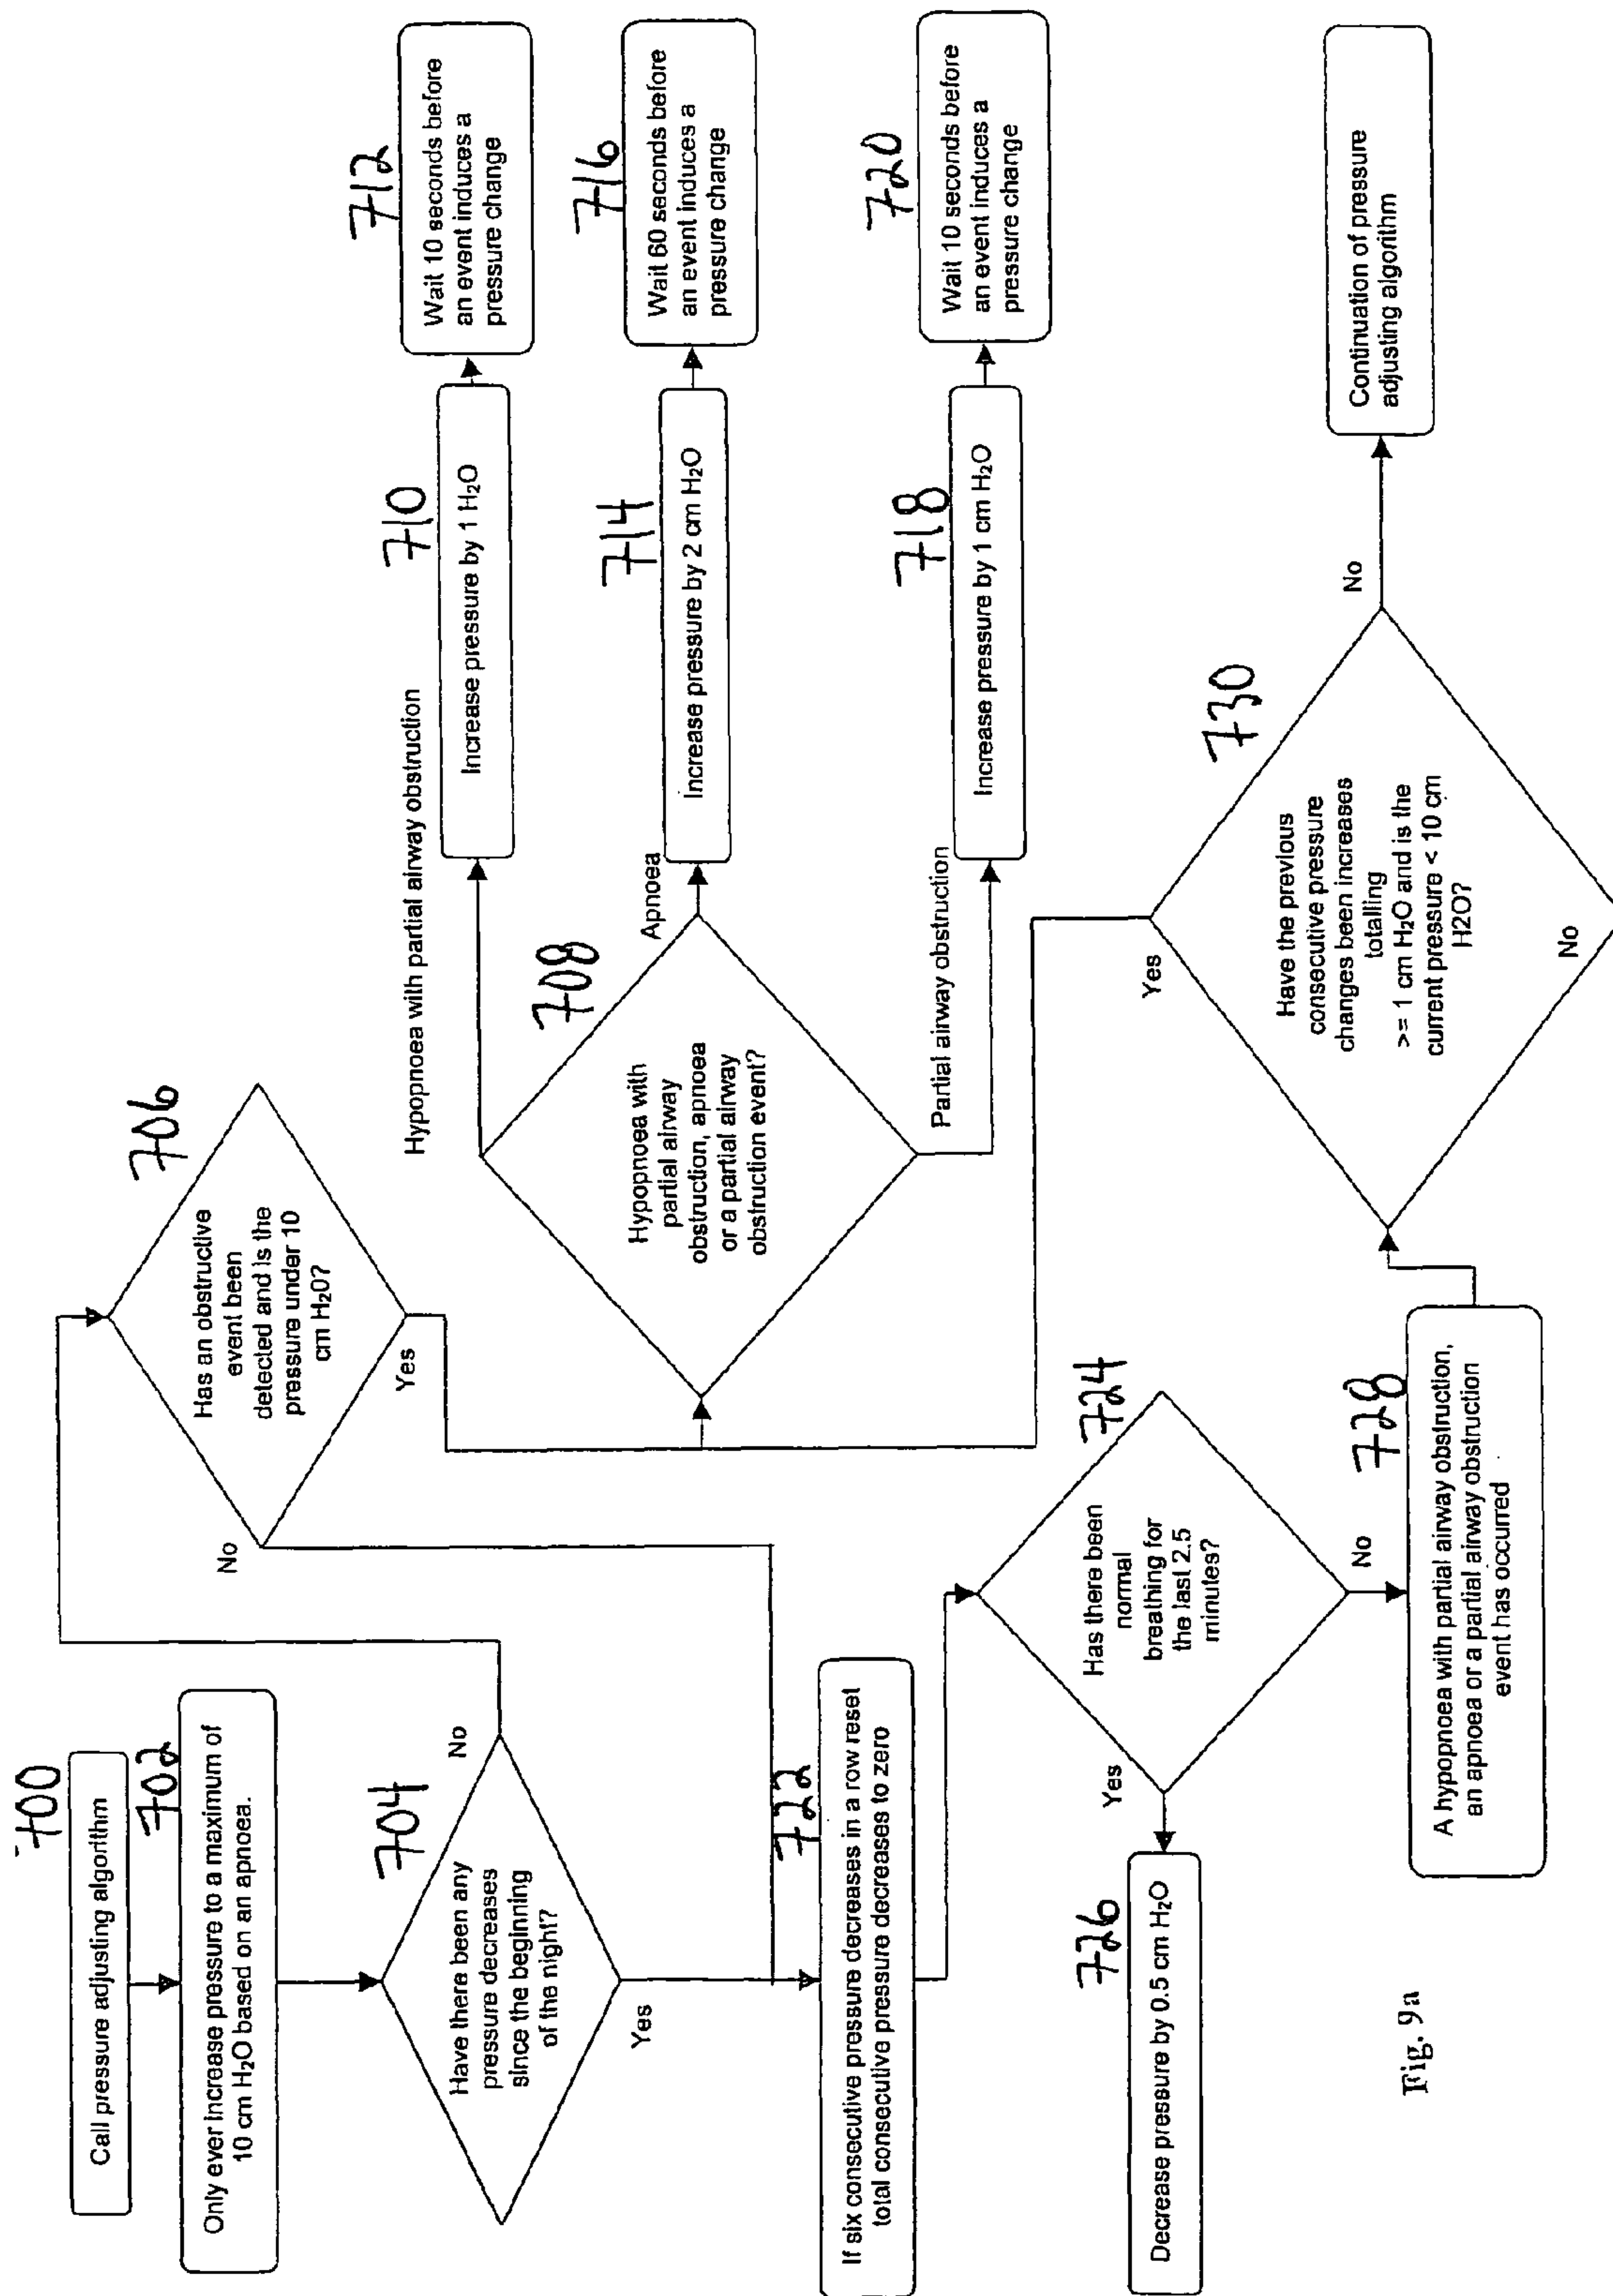 700
Call pressure adjusting algorithm
702
Only ever increase pressure to a maximum of
10 cm H₂O based on an apnoea.
704
Have there been any
pressure decreases
since the beginning
of the night?
No
Yes
706
Has an obstructive
event been
detected and is the
pressure under 10
cm H₂0?
No
Yes
708
Hypopnoea with
partial airway
obstruction, apnoea
or a partial airway
obstruction event?
Hypopnoea with partial airway obstruction
710
Increase pressure by 1 H₂O
712
Wait 10 seconds before
an event induces a
pressure change
Apnoea
714
Increase pressure by 2 cm H₂O
716
Wait 60 seconds before
an event induces a
pressure change
Partial airway obstruction
718
Increase pressure by 1 cm H₂O
720
Wait 10 seconds before
an event induces a
pressure change
722
If six consecutive pressure decreases in a row reset
total consecutive pressure decreases to zero
724
Has there been
normal
breathing for
the last 2.5
minutes?
Yes
No
726
Decrease pressure by 0.5 cm H₂O
728
A hypopnoea with partial airway obstruction,
an apnoea or a partial airway obstruction
event has occurred
730
Have the previous
consecutive pressure
changes been increases
totalling
>= 1 cm H₂O and is the
current pressure < 10 cm
H2O?
Yes
No
No
Continuation of pressure
adjusting algorithm
Fig. 9a